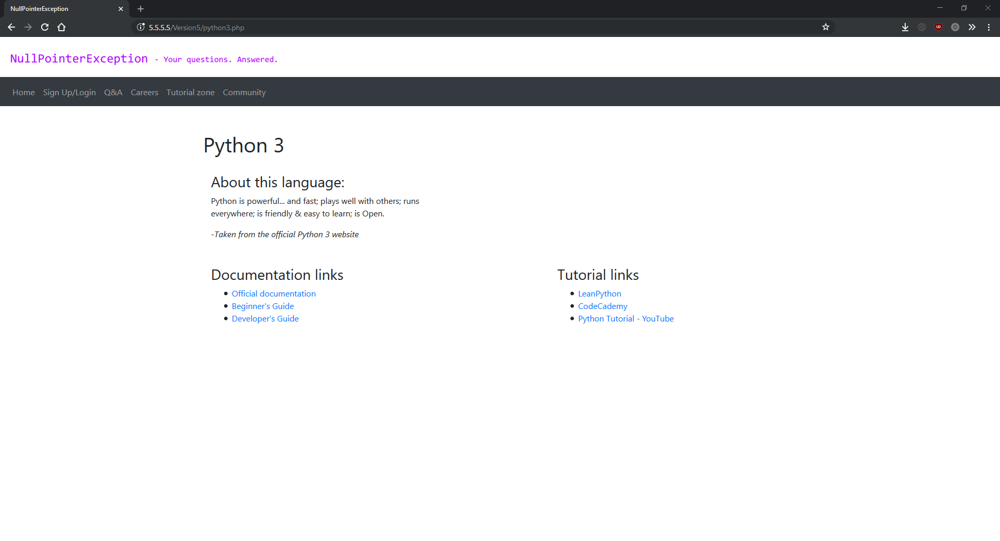 NullPointerException
5.5.5.5/Version5/python3.php
NullPointerException - Your questions. Answered.
Home Sign Up/Login Q&A Careers Tutorial zone Community
Python 3
About this language:
Python is powerful... and fast; plays well with others; runs
everywhere; is friendly & easy to learn; is Open.
-Taken from the official Python 3 website
Documentation links
Official documentation
Beginner's Guide
Developer's Guide
Tutorial links
LeanPython
CodeCademy
Python Tutorial - YouTube